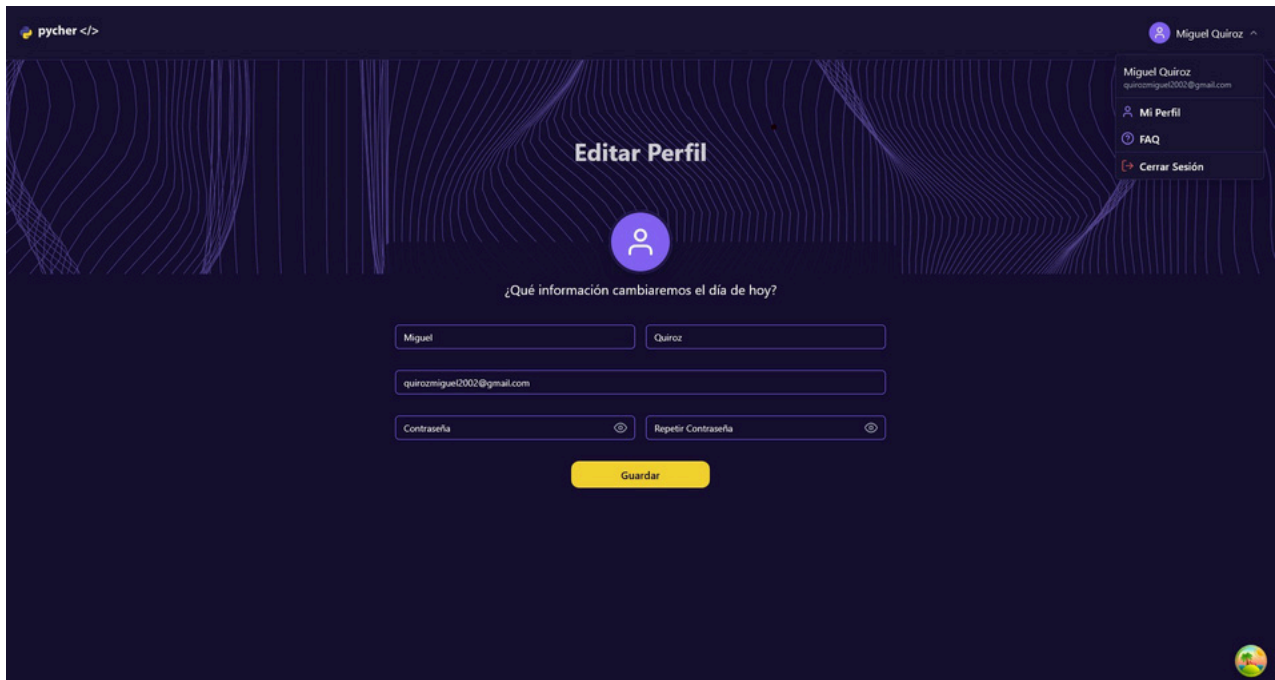 pycher </>
Miguel Quiroz
Miguel Quiroz
quirozmiguel2002@gmail.com
Mi Perfil
FAQ
Cerrar Sesión
Editar Perfil
¿Qué información cambiaremos el día de hoy?
Miguel
Quiroz
quirozmiguel2002@gmail.com
Contraseña
Repetir Contraseña
Guardar